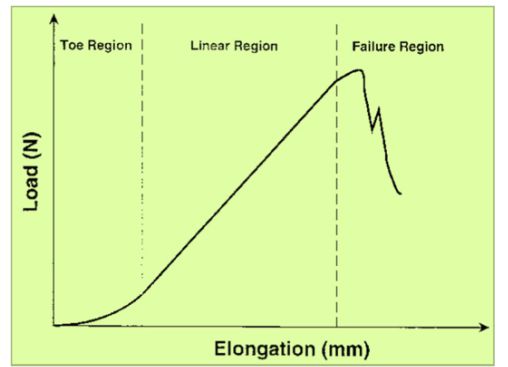 Toe Region
Linear Region
Failure Region
Load (N)
Elongation (mm)